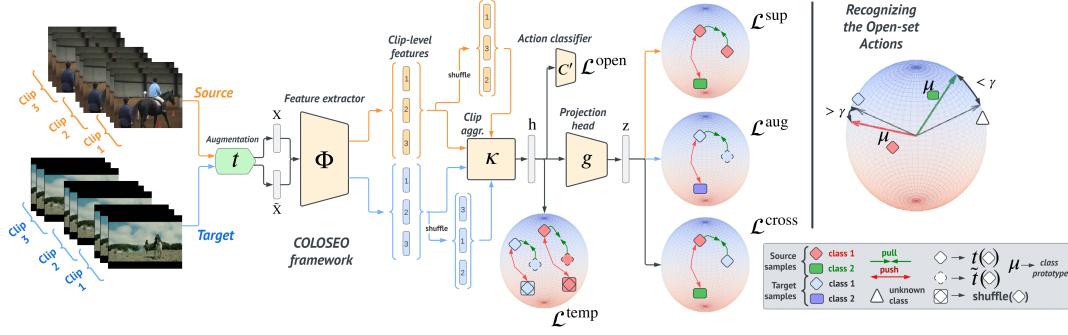 Clip 3
Clip 2
Clip 1
Source
Clip 3
Clip 2
Clip 1
Target
Augmentation
t
x
x̃
Feature extractor
Φ
COLOSEO
framework
Clip-level
features
1
2
3
1
2
3
shuffle
1
3
2
shuffle
3
1
2
Clip
aggr.
κ
h
Action classifier
C'
ℒopen
Projection
head
g
z
ℒtemp
ℒsup
ℒaug
ℒcross
Recognizing
the Open-set
Actions
μ
< γ
> γ
μ
Source
samples
class 1
class 2
Target
samples
class 1
class 2
pull
push
unknown
class
t( )
t̃( )
shuffle( )
μ
class
prototype